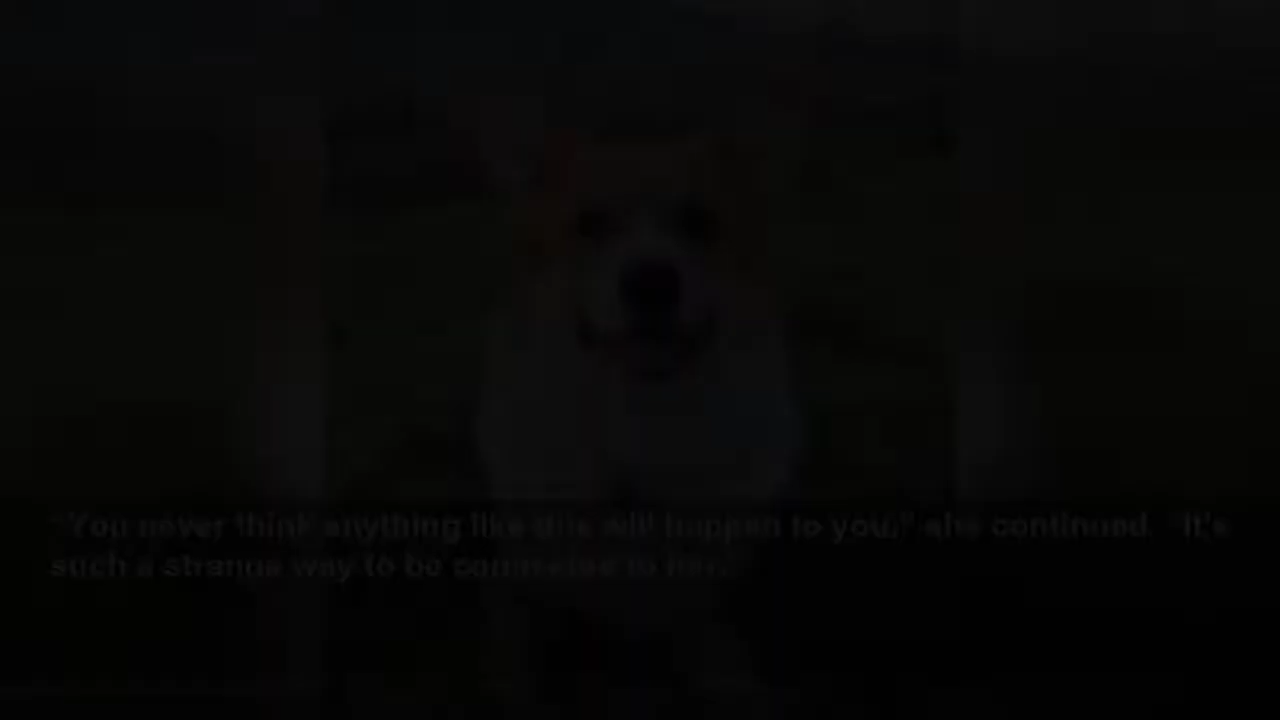 "You never think anything like this will happen to you," she continued. "It's
such a strange way to be connected to her."